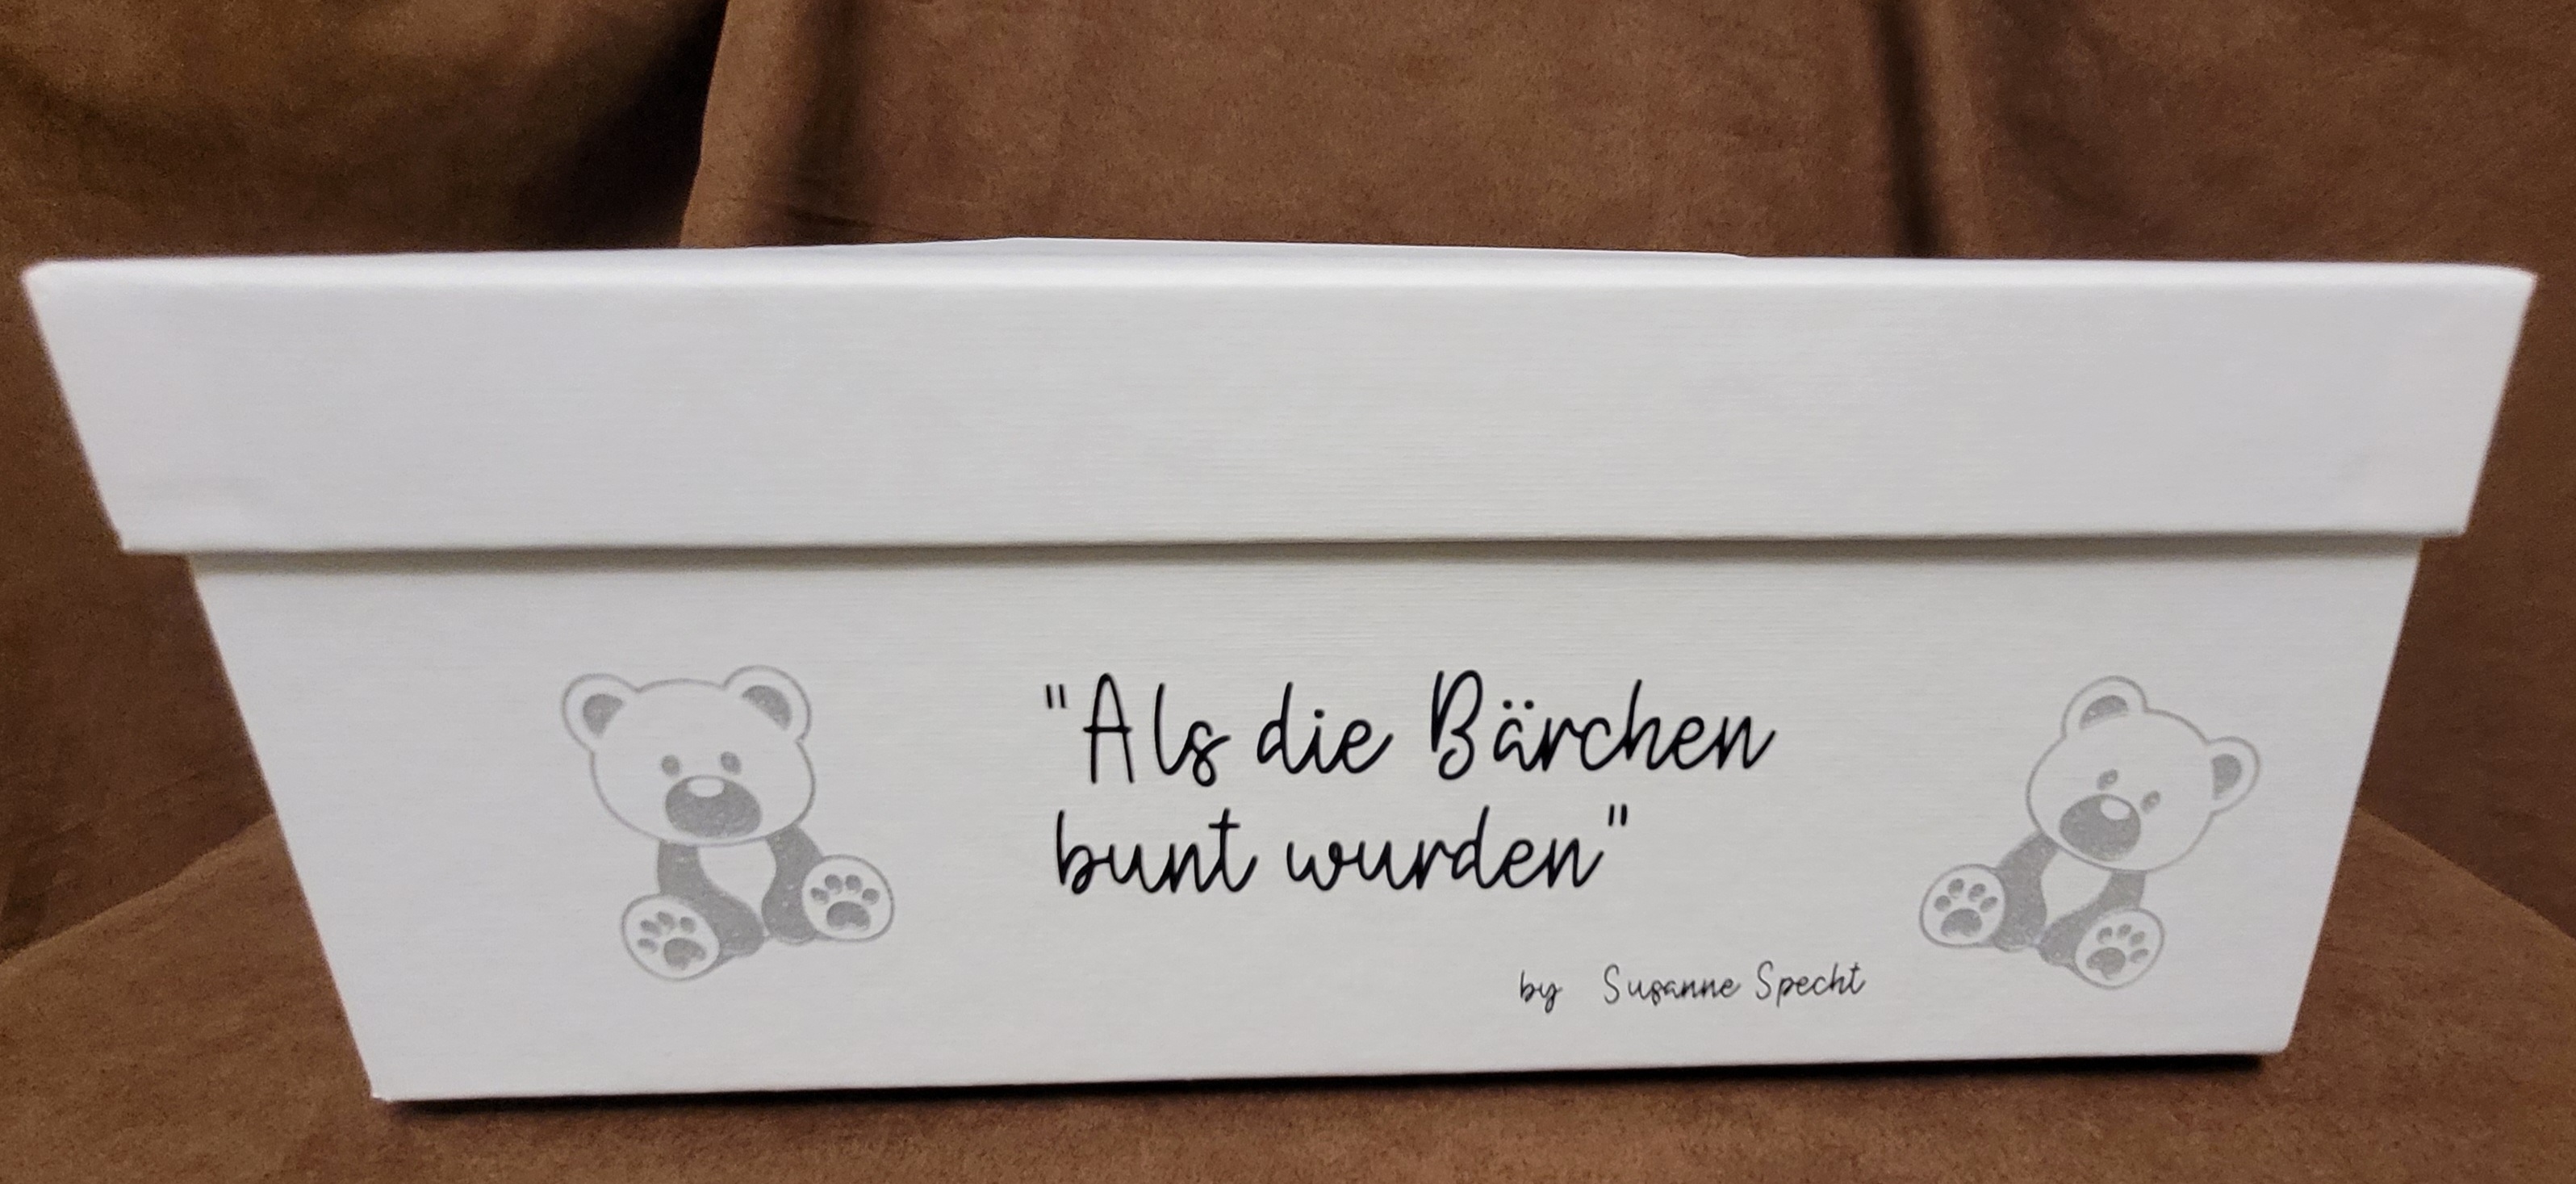 "Als die Bärchen
bunt wurden"
by Susanne Specht